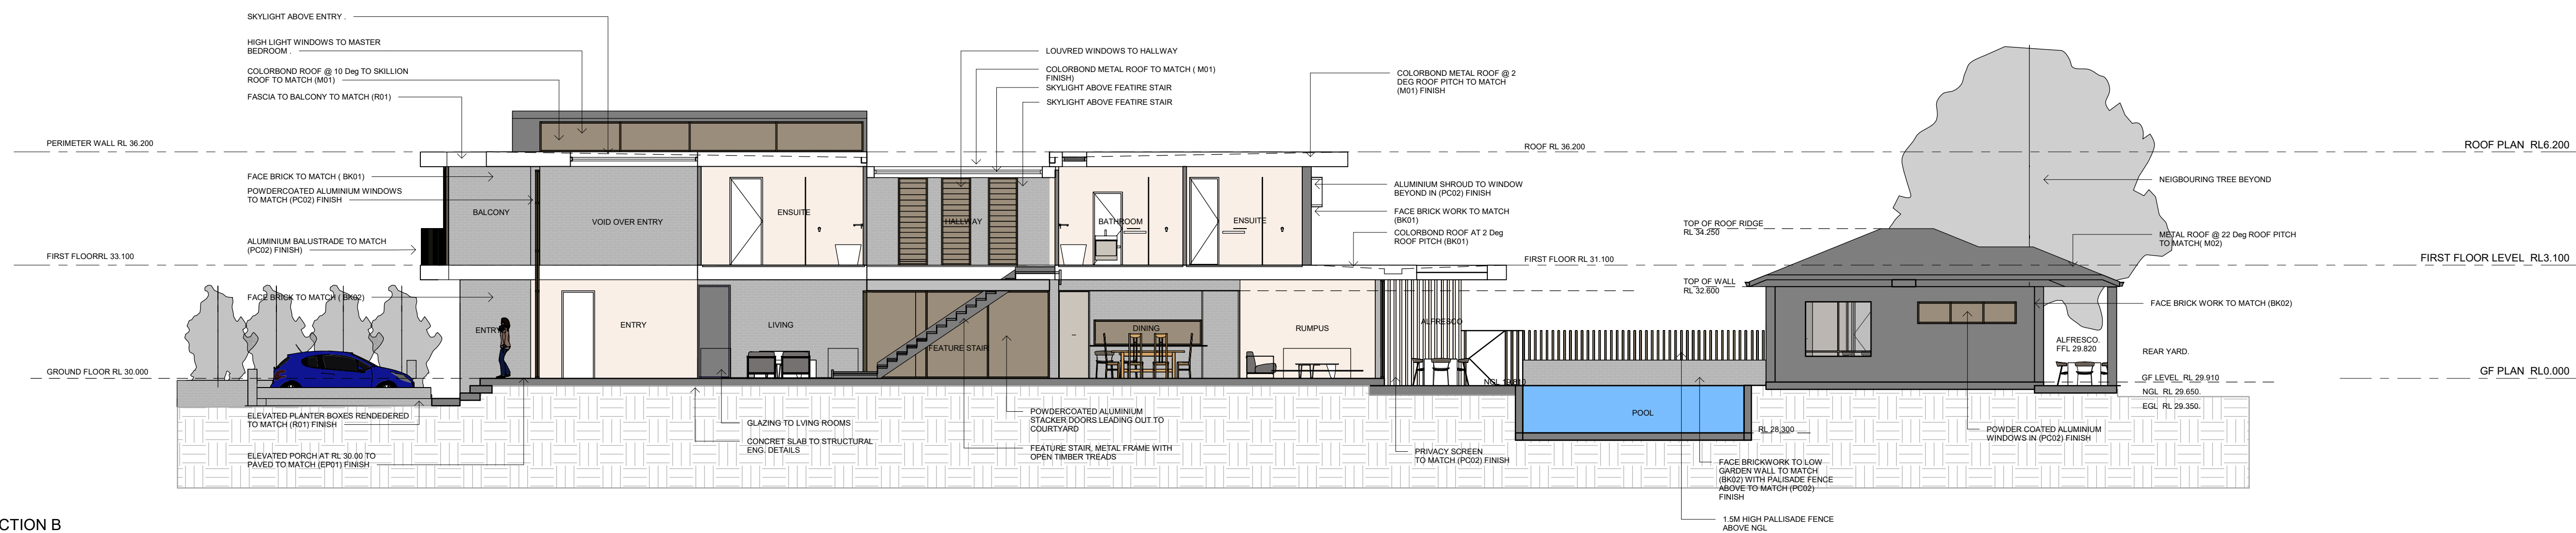 SKYLIGHT ABOVE ENTRY .
HIGH LIGHT WINDOWS TO MASTER
BEDROOM .
COLORBOND ROOF @ 10 Deg TO SKILLION
ROOF TO MATCH (M01)
FASCIA TO BALCONY TO MATCH (R01)
PERIMETER WALL RL 36.200
FACE BRICK TO MATCH ( BK01)
POWDERCOATED ALUMINIUM WINDOWS
TO MATCH (PC02) FINISH
ALUMINIUM BALUSTRADE TO MATCH
(PC02) FINISH)
FIRST FLOORRL 33.100
FACE BRICK TO MATCH ( BK02)
GROUND FLOOR RL 30.000
ELEVATED PLANTER BOXES RENDEDERED
TO MATCH (R01) FINISH
ELEVATED PORCH AT RL 30.00 TO
PAVED TO MATCH (EP01) FINISH
LOUVRED WINDOWS TO HALLWAY
COLORBOND METAL ROOF TO MATCH ( M01)
FINISH)
SKYLIGHT ABOVE FEATIRE STAIR
SKYLIGHT ABOVE FEATIRE STAIR
COLORBOND METAL ROOF @ 2
DEG ROOF PITCH TO MATCH
(M01) FINISH
ROOF RL 36.200
ALUMINIUM SHROUD TO WINDOW
BEYOND IN (PC02) FINISH
FACE BRICK WORK TO MATCH
(BK01)
COLORBOND ROOF AT 2 Deg
ROOF PITCH (BK01)
FIRST FLOOR RL 31.100
BALCONY
VOID OVER ENTRY
ENSUITE
HALLWAY
BATHROOM
ENSUITE
ENTRY
ENTRY
LIVING
FEATURE STAIR
DINING
RUMPUS
ALFRESCO
NGL 19.810
GLAZING TO LVING ROOMS
CONCRET SLAB TO STRUCTURAL
ENG. DETAILS
POWDERCOATED ALUMINIUM
STACKER DOORS LEADING OUT TO
COURTYARD
FEATURE STAIR, METAL FRAME WITH
OPEN TIMBER TREADS
PRIVACY SCREEN
TO MATCH (PC02) FINISH
POOL
RL 28.300
FACE BRICKWORK TO LOW
GARDEN WALL TO MATCH
(BK02) WITH PALISADE FENCE
ABOVE TO MATCH (PC02)
FINISH
1.5M HIGH PALLISADE FENCE
ABOVE NGL
TOP OF ROOF RIDGE
RL 34.250
TOP OF WALL
RL 32.600
NEIGBOURING TREE BEYOND
METAL ROOF @ 22 Deg ROOF PITCH
TO MATCH( M02)
FACE BRICK WORK TO MATCH (BK02)
ALFRESCO.
FFL 29.820
REAR YARD.
GF LEVEL RL 29.910
NGL RL 29.650.
EGL RL 29.350.
POWDER COATED ALUMINIUM
WINDOWS IN (PC02) FINISH
ROOF PLAN RL6.200
FIRST FLOOR LEVEL RL3.100
GF PLAN RL0.000
CTION B